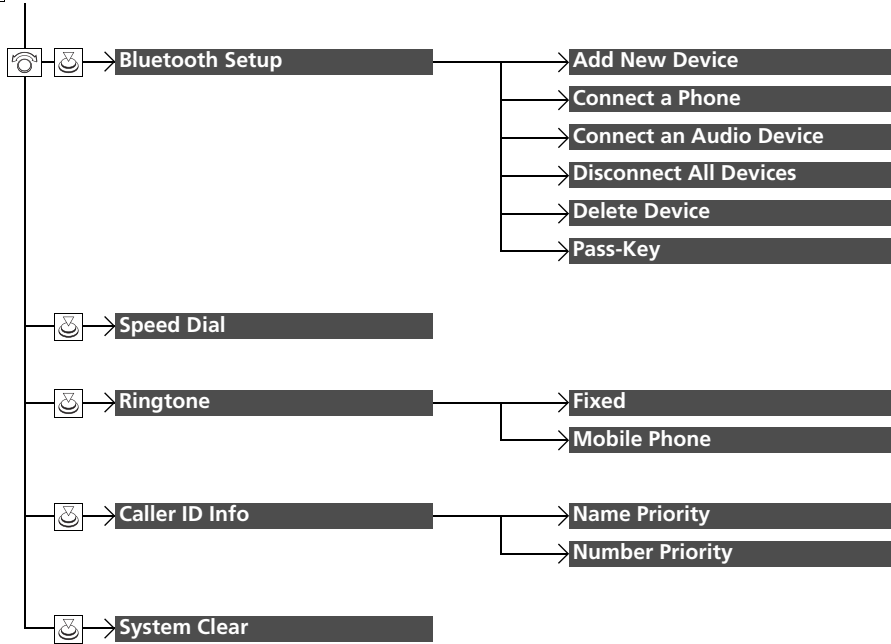 Bluetooth Setup
Add New Device
Connect a Phone
Connect an Audio Device
Disconnect All Devices
Delete Device
Pass-Key
Speed Dial
Ringtone
Fixed
Mobile Phone
Caller ID Info
Name Priority
Number Priority
System Clear